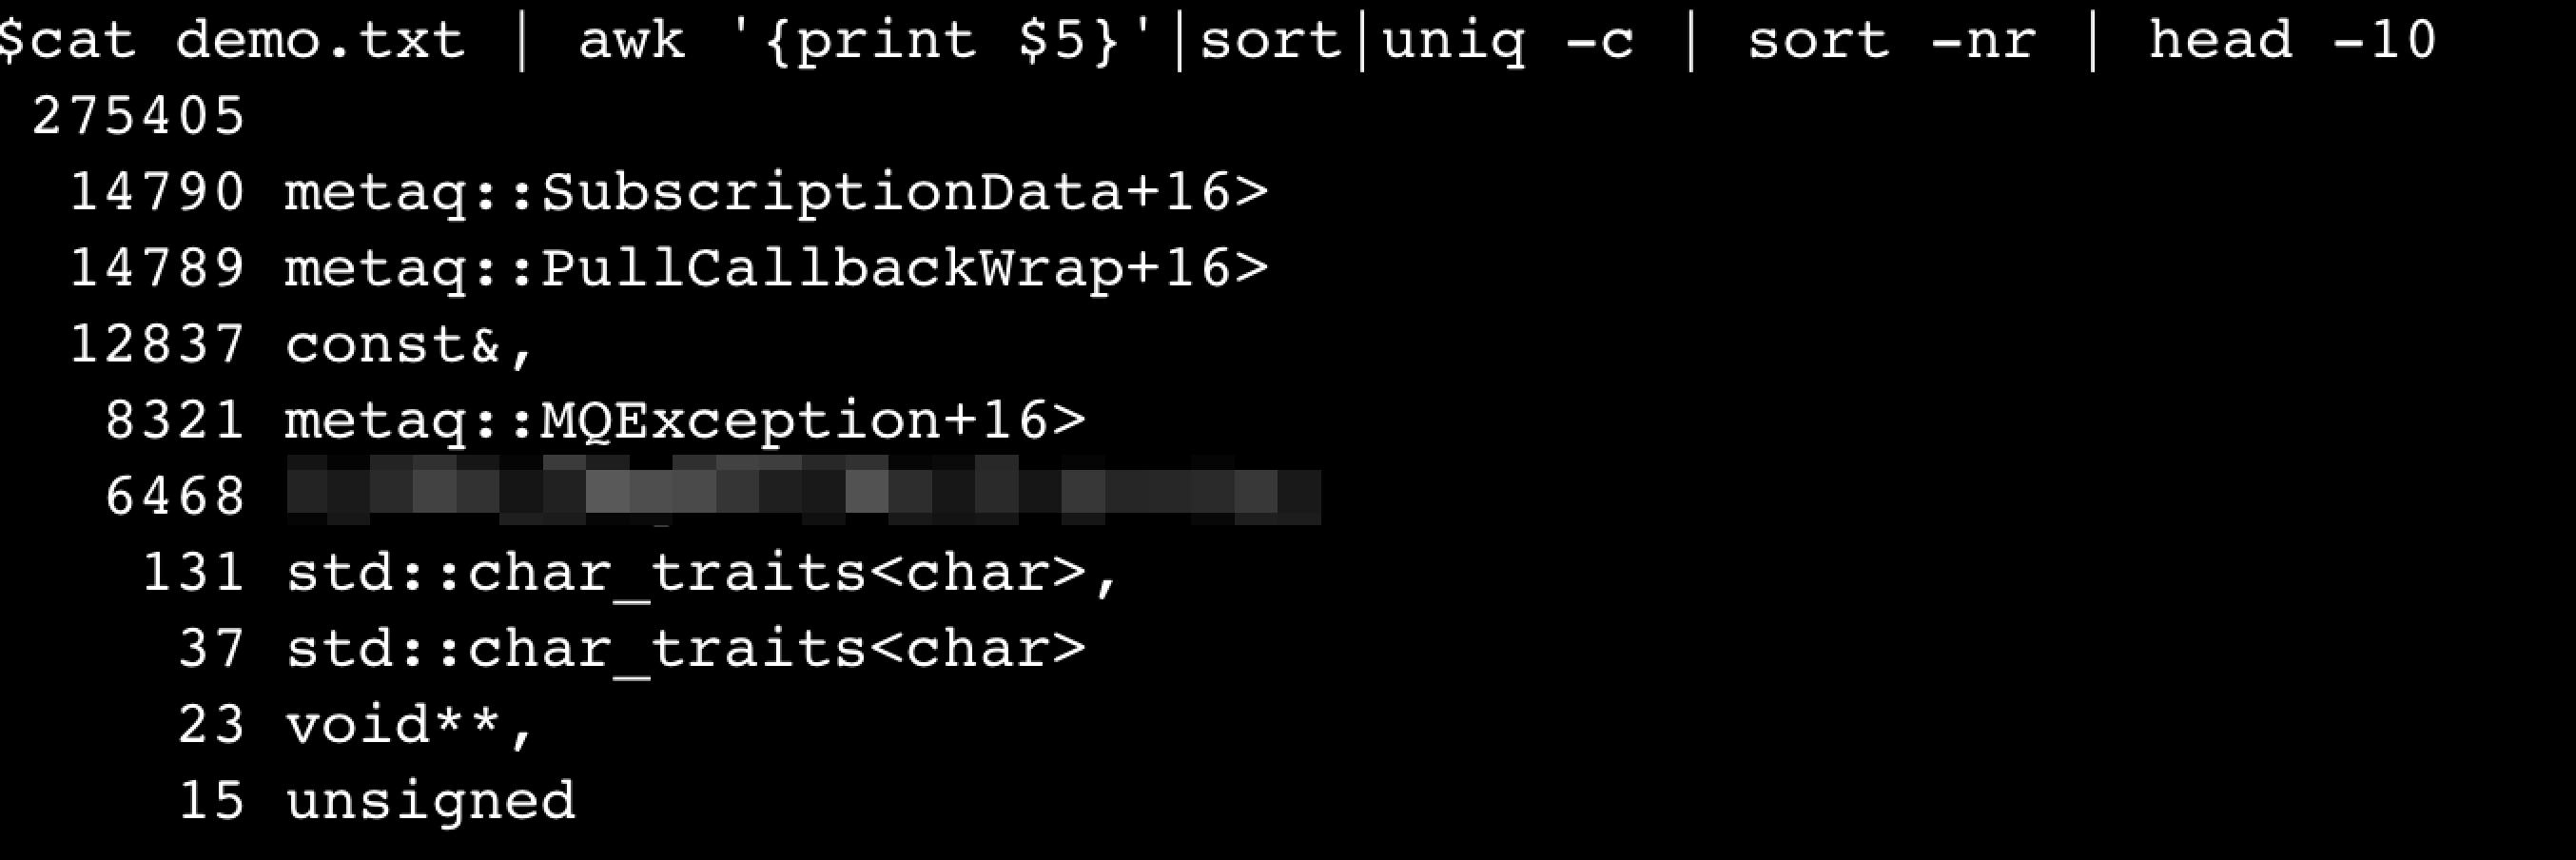 $cat demo.txt | awk '{print $5}'|sort|uniq -c | sort -nr | head -10
275405
14790 metaq::SubscriptionData+16>
14789 metaq::PullCallbackWrap+16>
12837 const&,
8321 metaq::MQException+16>
6468
131 std::char_traits<char>,
37 std::char_traits<char>
23 void**,
15 unsigned